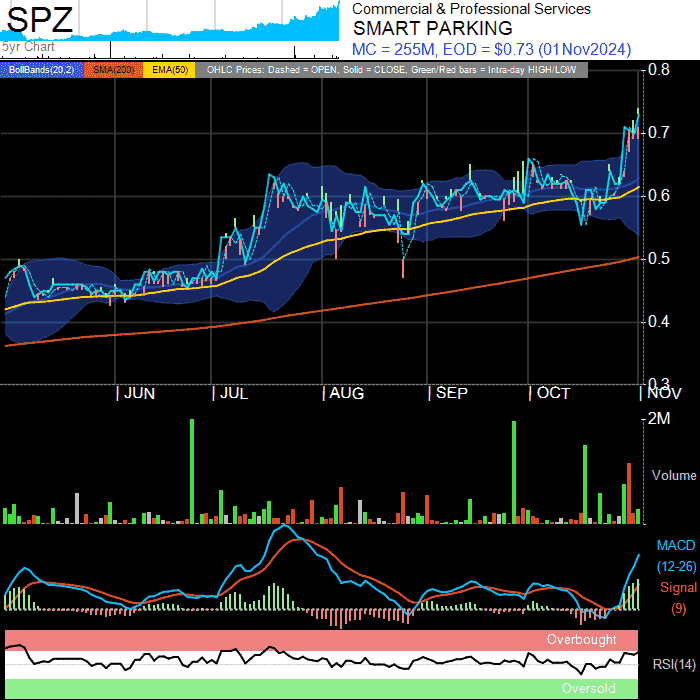 SPZ
Commercial & Professional Services
SMART PARKING
5yr Chart
MC = 255M, EOD = $0.73 (01Nov2024)
BollBands(20,2) SMA(200) EMA(50) OHLC Prices: Dashed = OPEN, Solid = CLOSE, Green/Red bars = Intra-day HIGH/LOW
0.8
0.7
0.6
0.5
0.4
0.3
| JUN | JUL | AUG | SEP | OCT | NOV
2M
Volume
MACD
(12-26)
Signal
(9)
Overbought
RSI(14)
Oversold